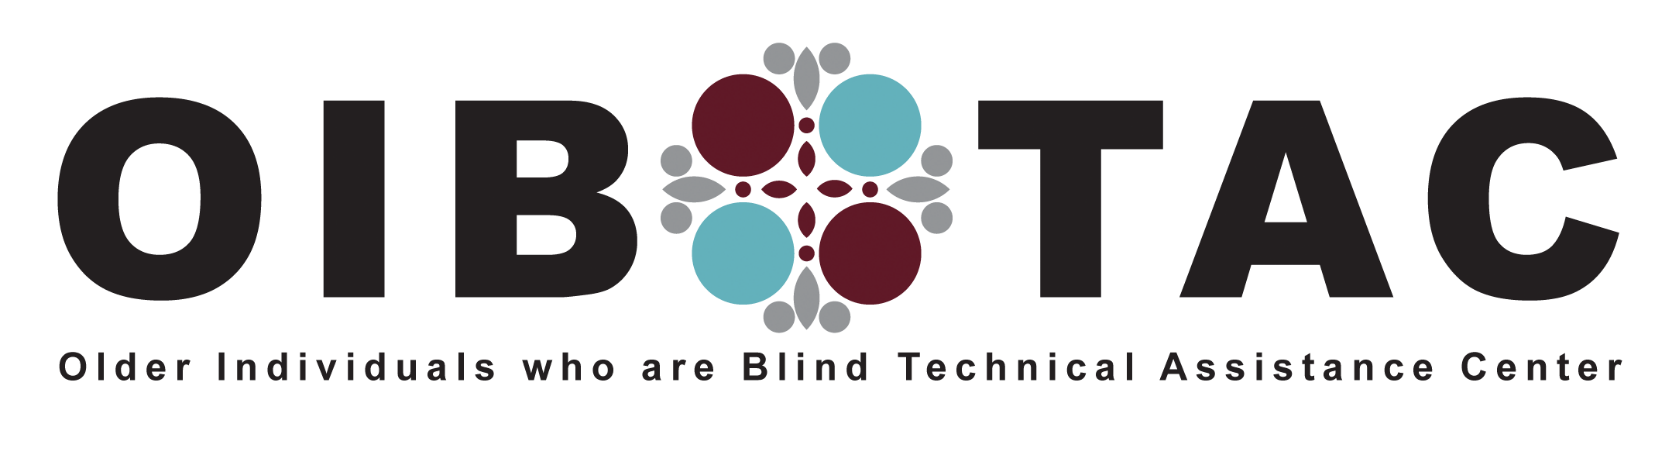 OIB TAC
Older Individuals who are Blind Technical Assistance Center